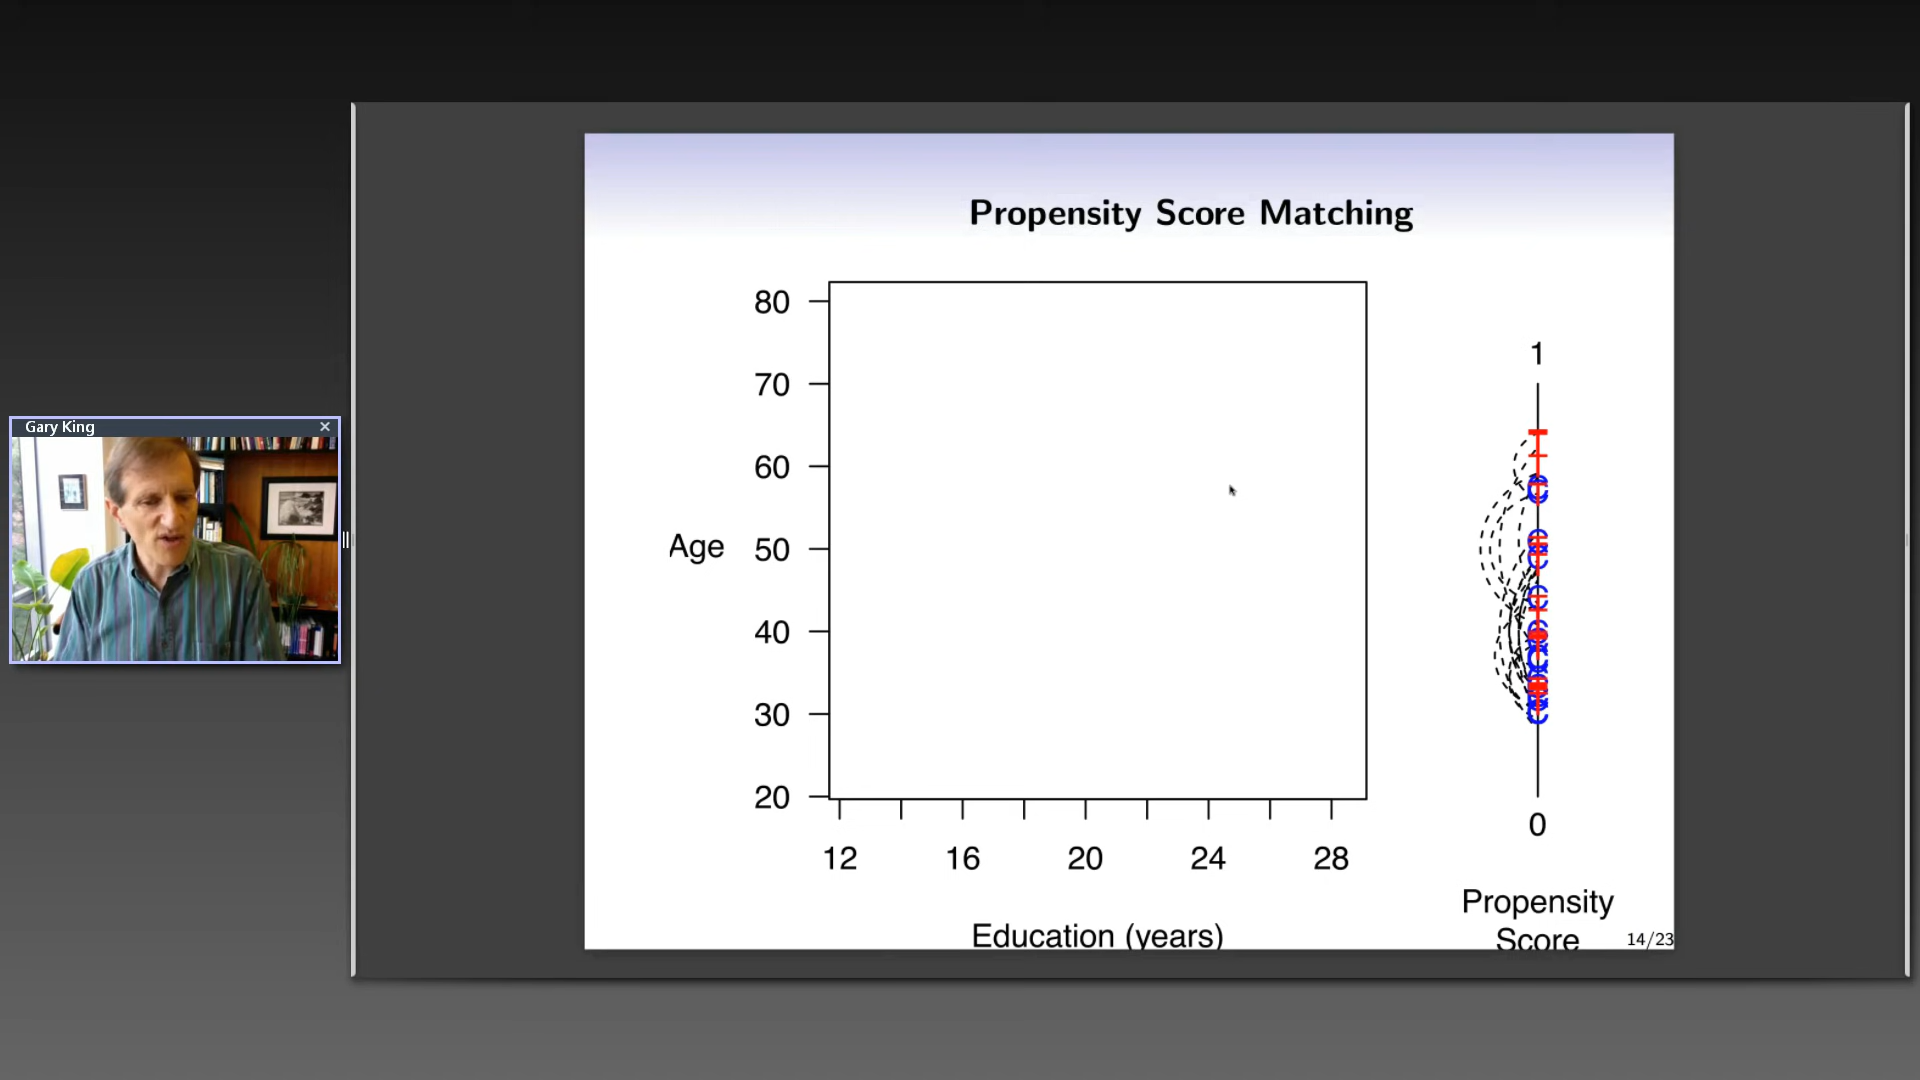 Gary King
Propensity Score Matching
80
70
60
50
40
30
20
Age
12 16 20 24 28
Education (years)
1
0
Propensity
Score
14/23